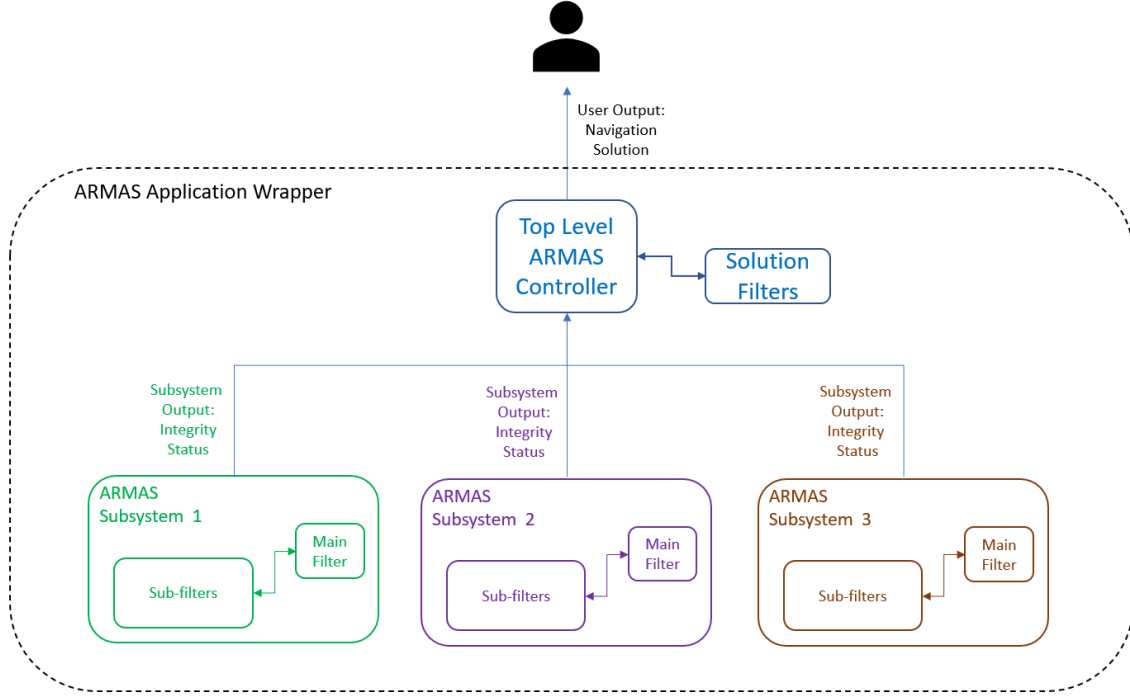 User Output:
Navigation
Solution
ARMAS Application Wrapper
Top Level
ARMAS
Controller
Solution
Filters
Subsystem
Output:
Integrity
Status
Subsystem
Output:
Integrity
Status
Subsystem
Output:
Integrity
Status
ARMAS
Subsystem 1
Main
Filter
Sub-filters
ARMAS
Subsystem 2
Main
Filter
Sub-filters
ARMAS
Subsystem 3
Main
Filter
Sub-filters